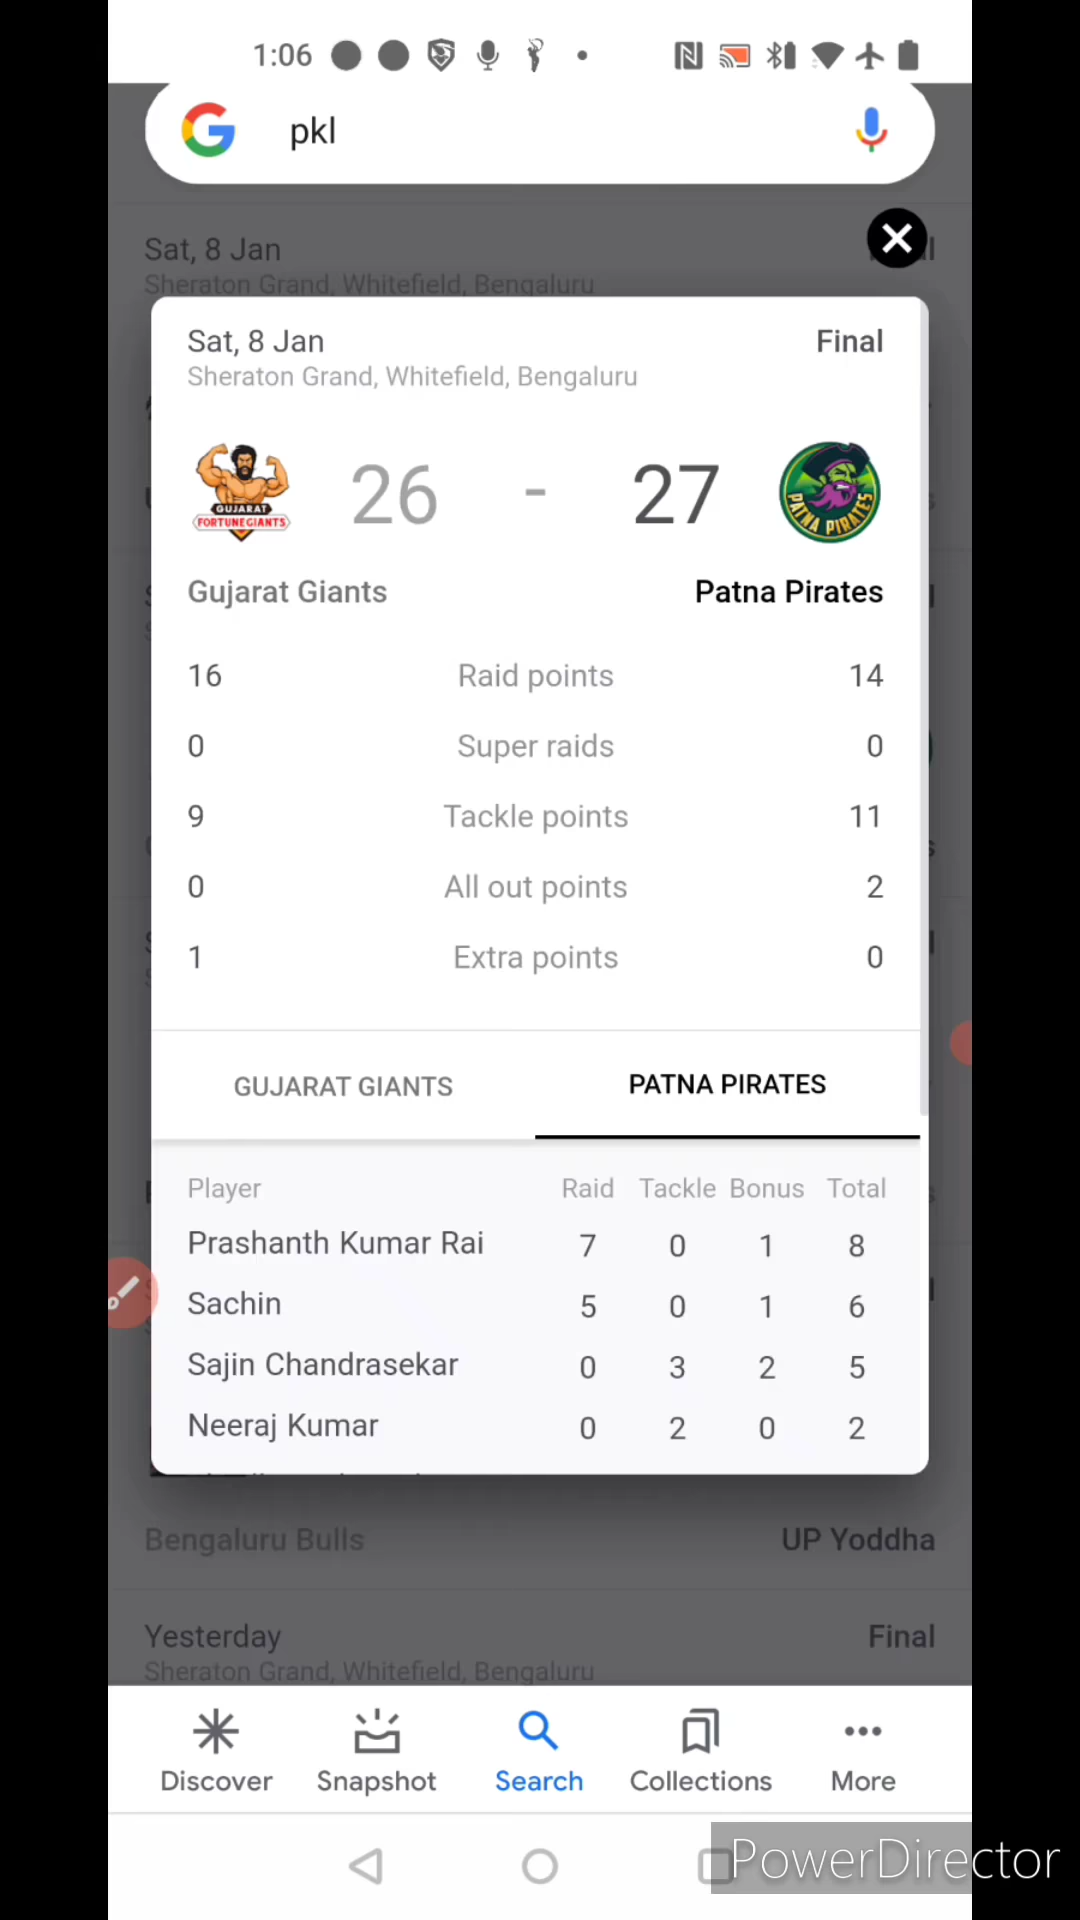 1:06
pkl
Sat, 8 Jan
Sheraton Grand, Whitefield, Bengaluru
Sat, 8 Jan Final
Sheraton Grand, Whitefield, Bengaluru
GUJARAT
FORTUNEGIANTS
26 - 27
PATNA PIRATES
Gujarat Giants Patna Pirates
16 Raid points 14
0 Super raids 0
9 Tackle points 11
0 All out points 2
1 Extra points 0
GUJARAT GIANTS PATNA PIRATES
Player Raid Tackle Bonus Total
Prashanth Kumar Rai 7 0 1 8
Sachin 5 0 1 6
Sajin Chandrasekar 0 3 2 5
Neeraj Kumar 0 2 0 2
Bengaluru Bulls UP Yoddha
Yesterday Final
Sheraton Grand, Whitefield, Bengaluru
Discover Snapshot Search Collections More
PowerDirector